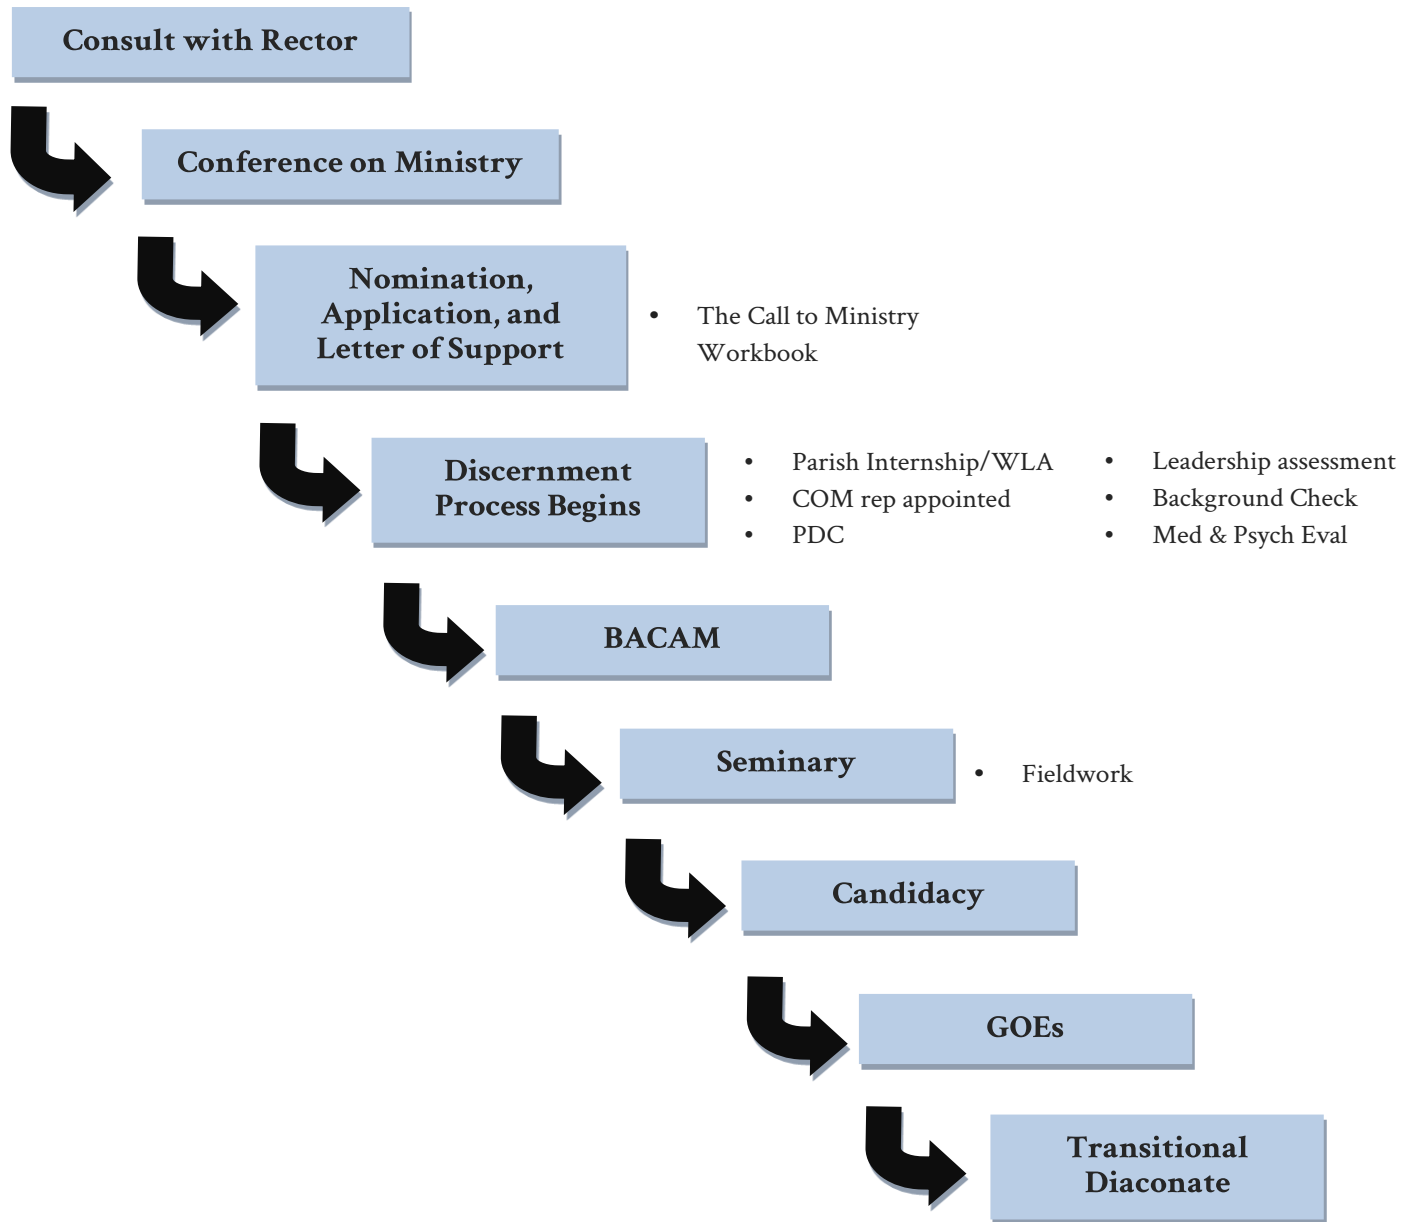 Consult with Rector
Conference on Ministry
Nomination,
Application, and
Letter of Support
• The Call to Ministry
Workbook
Discernment
Process Begins
• Parish Internship/WLA
• COM rep appointed
• PDC
• Leadership assessment
• Background Check
• Med & Psych Eval
BACAM
Seminary
• Fieldwork
Candidacy
GOEs
Transitional
Diaconate